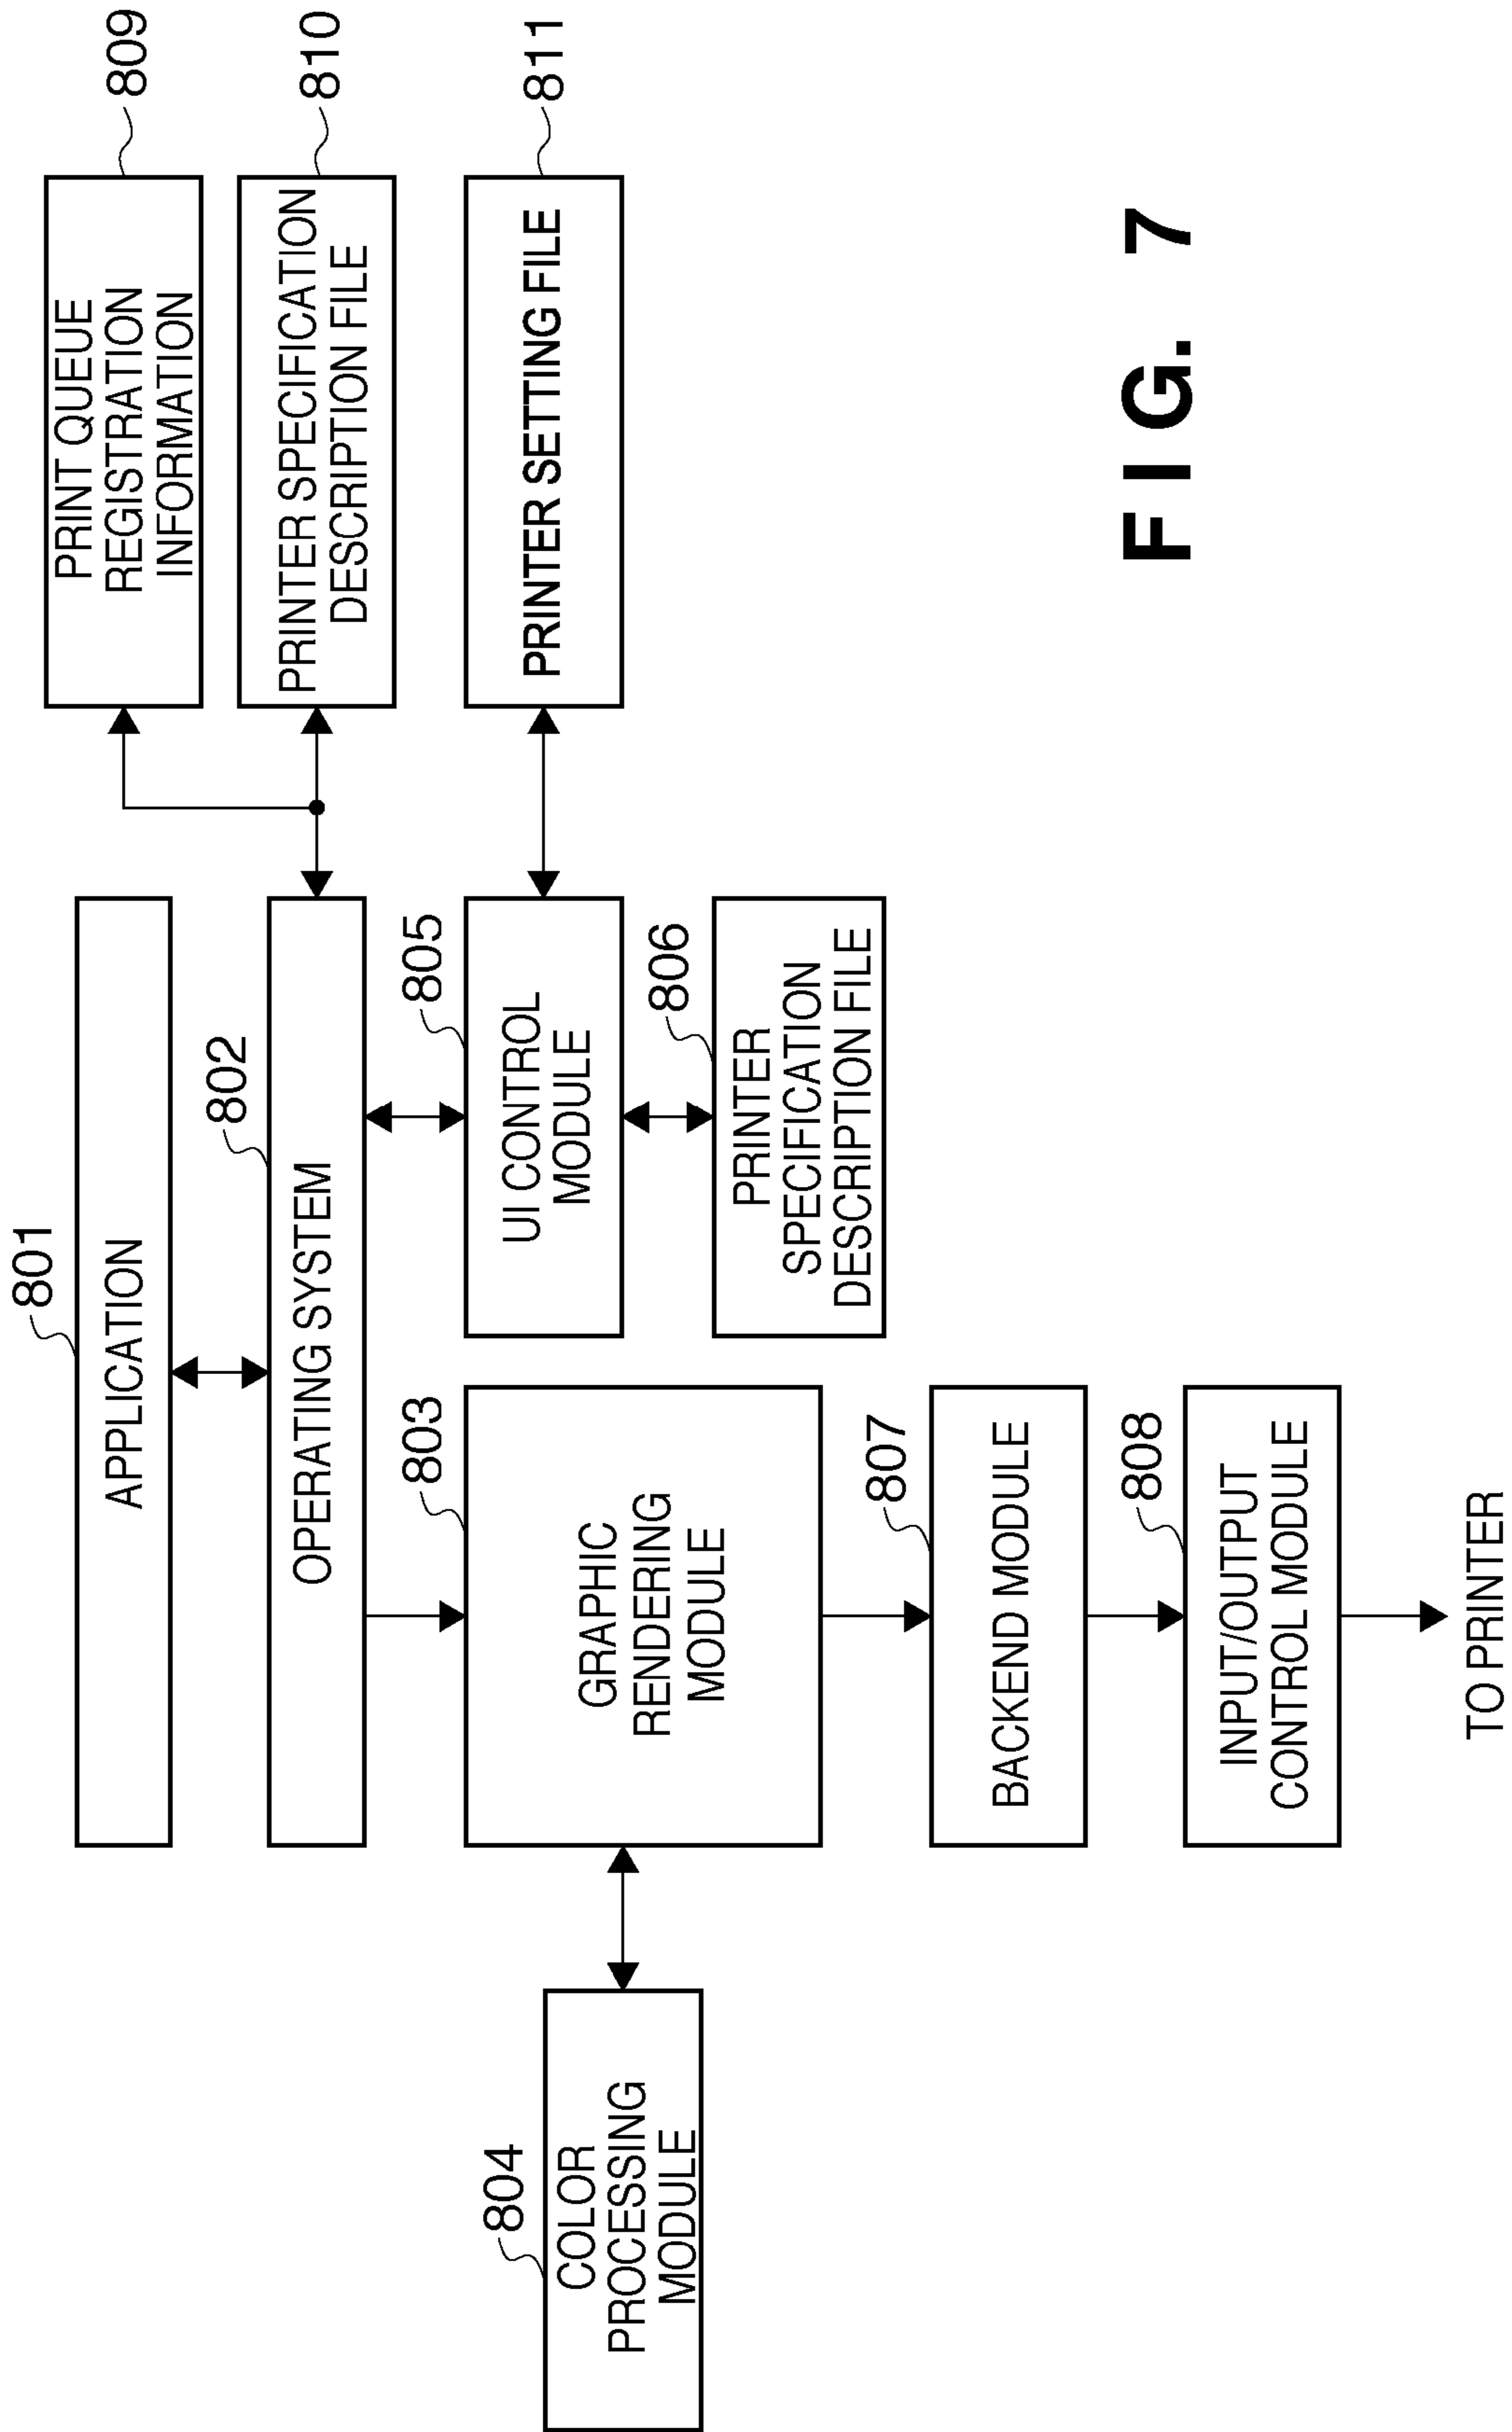 801
APPLICATION
802
OPERATING SYSTEM
803
GRAPHIC
RENDERING
MODULE
804
COLOR
PROCESSING
MODULE
805
UI CONTROL
MODULE
806
PRINTER
SPECIFICATION
DESCRIPTION FILE
807
BACKEND MODULE
808
INPUT/OUTPUT
CONTROL MODULE
TO PRINTER
PRINT QUEUE
REGISTRATION
INFORMATION
809
PRINTER SPECIFICATION
DESCRIPTION FILE
810
PRINTER SETTING FILE
811
FIG. 7